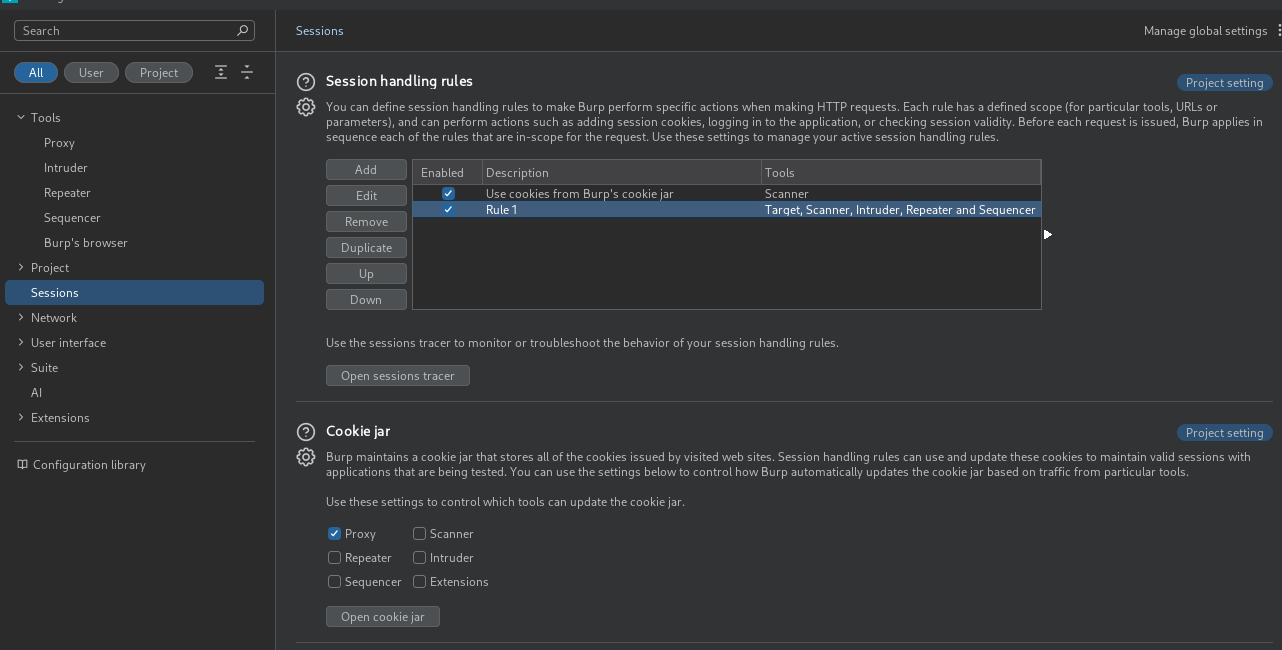 Search
Sessions
Manage global settings
All
User
Project
Tools
Proxy
Intruder
Repeater
Sequencer
Burp's browser
Project
Sessions
Network
User interface
Suite
AI
Extensions
Configuration library
Session handling rules
Project setting
You can define session handling rules to make Burp perform specific actions when making HTTP requests. Each rule has a defined scope (for particular tools, URLs or
parameters), and can perform actions such as adding session cookies, logging in to the application, or checking session validity. Before each request is issued, Burp applies in
sequence each of the rules that are in-scope for the request. Use these settings to manage your active session handling rules.
Add
Edit
Remove
Duplicate
Up
Down
Enabled Description Tools
Use cookies from Burp's cookie jar Scanner
Rule 1 Target, Scanner, Intruder, Repeater and Sequencer
Use the sessions tracer to monitor or troubleshoot the behavior of your session handling rules.
Open sessions tracer
Cookie jar
Project setting
Burp maintains a cookie jar that stores all of the cookies issued by visited web sites. Session handling rules can use and update these cookies to maintain valid sessions with
applications that are being tested. You can use the settings below to control how Burp automatically updates the cookie jar based on traffic from particular tools.
Use these settings to control which tools can update the cookie jar.
Proxy Scanner
Repeater Intruder
Sequencer Extensions
Open cookie jar